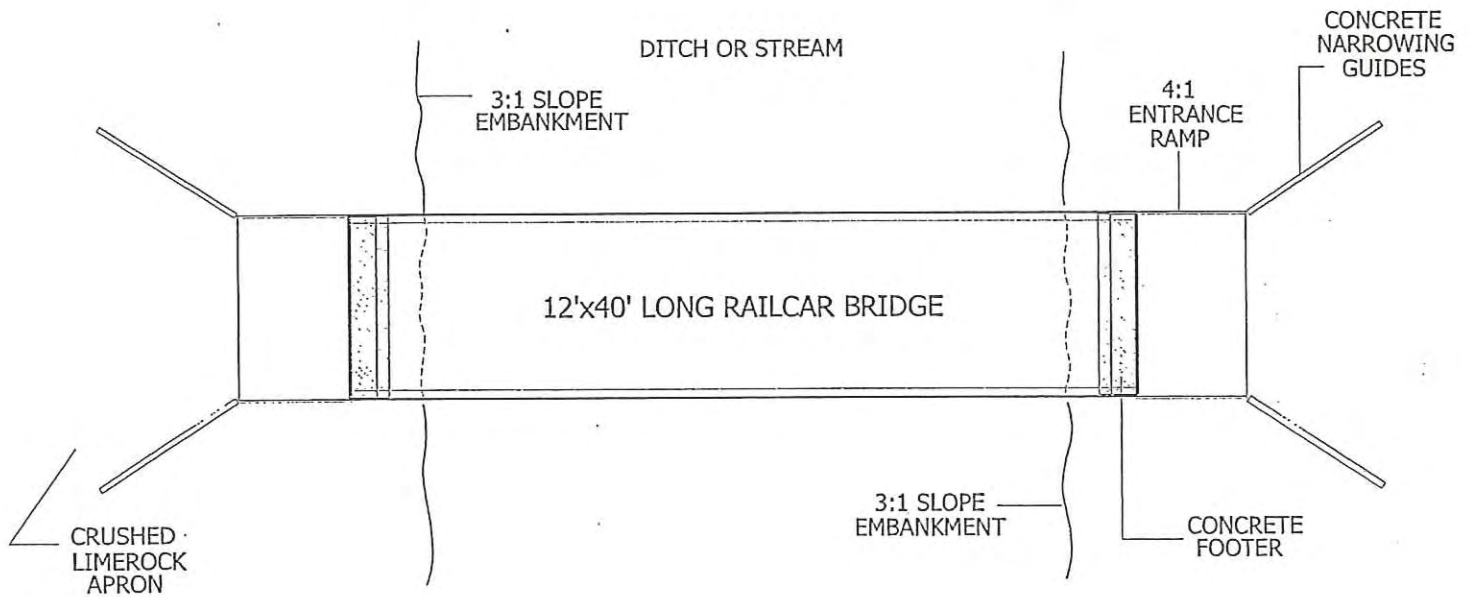 DITCH OR STREAM
CONCRETE
NARROWING
GUIDES
3:1 SLOPE
EMBANKMENT
4:1
ENTRANCE
RAMP
12'x40' LONG RAILCAR BRIDGE
3:1 SLOPE
EMBANKMENT
CONCRETE
FOOTER
CRUSHED
LIMEROCK
APRON